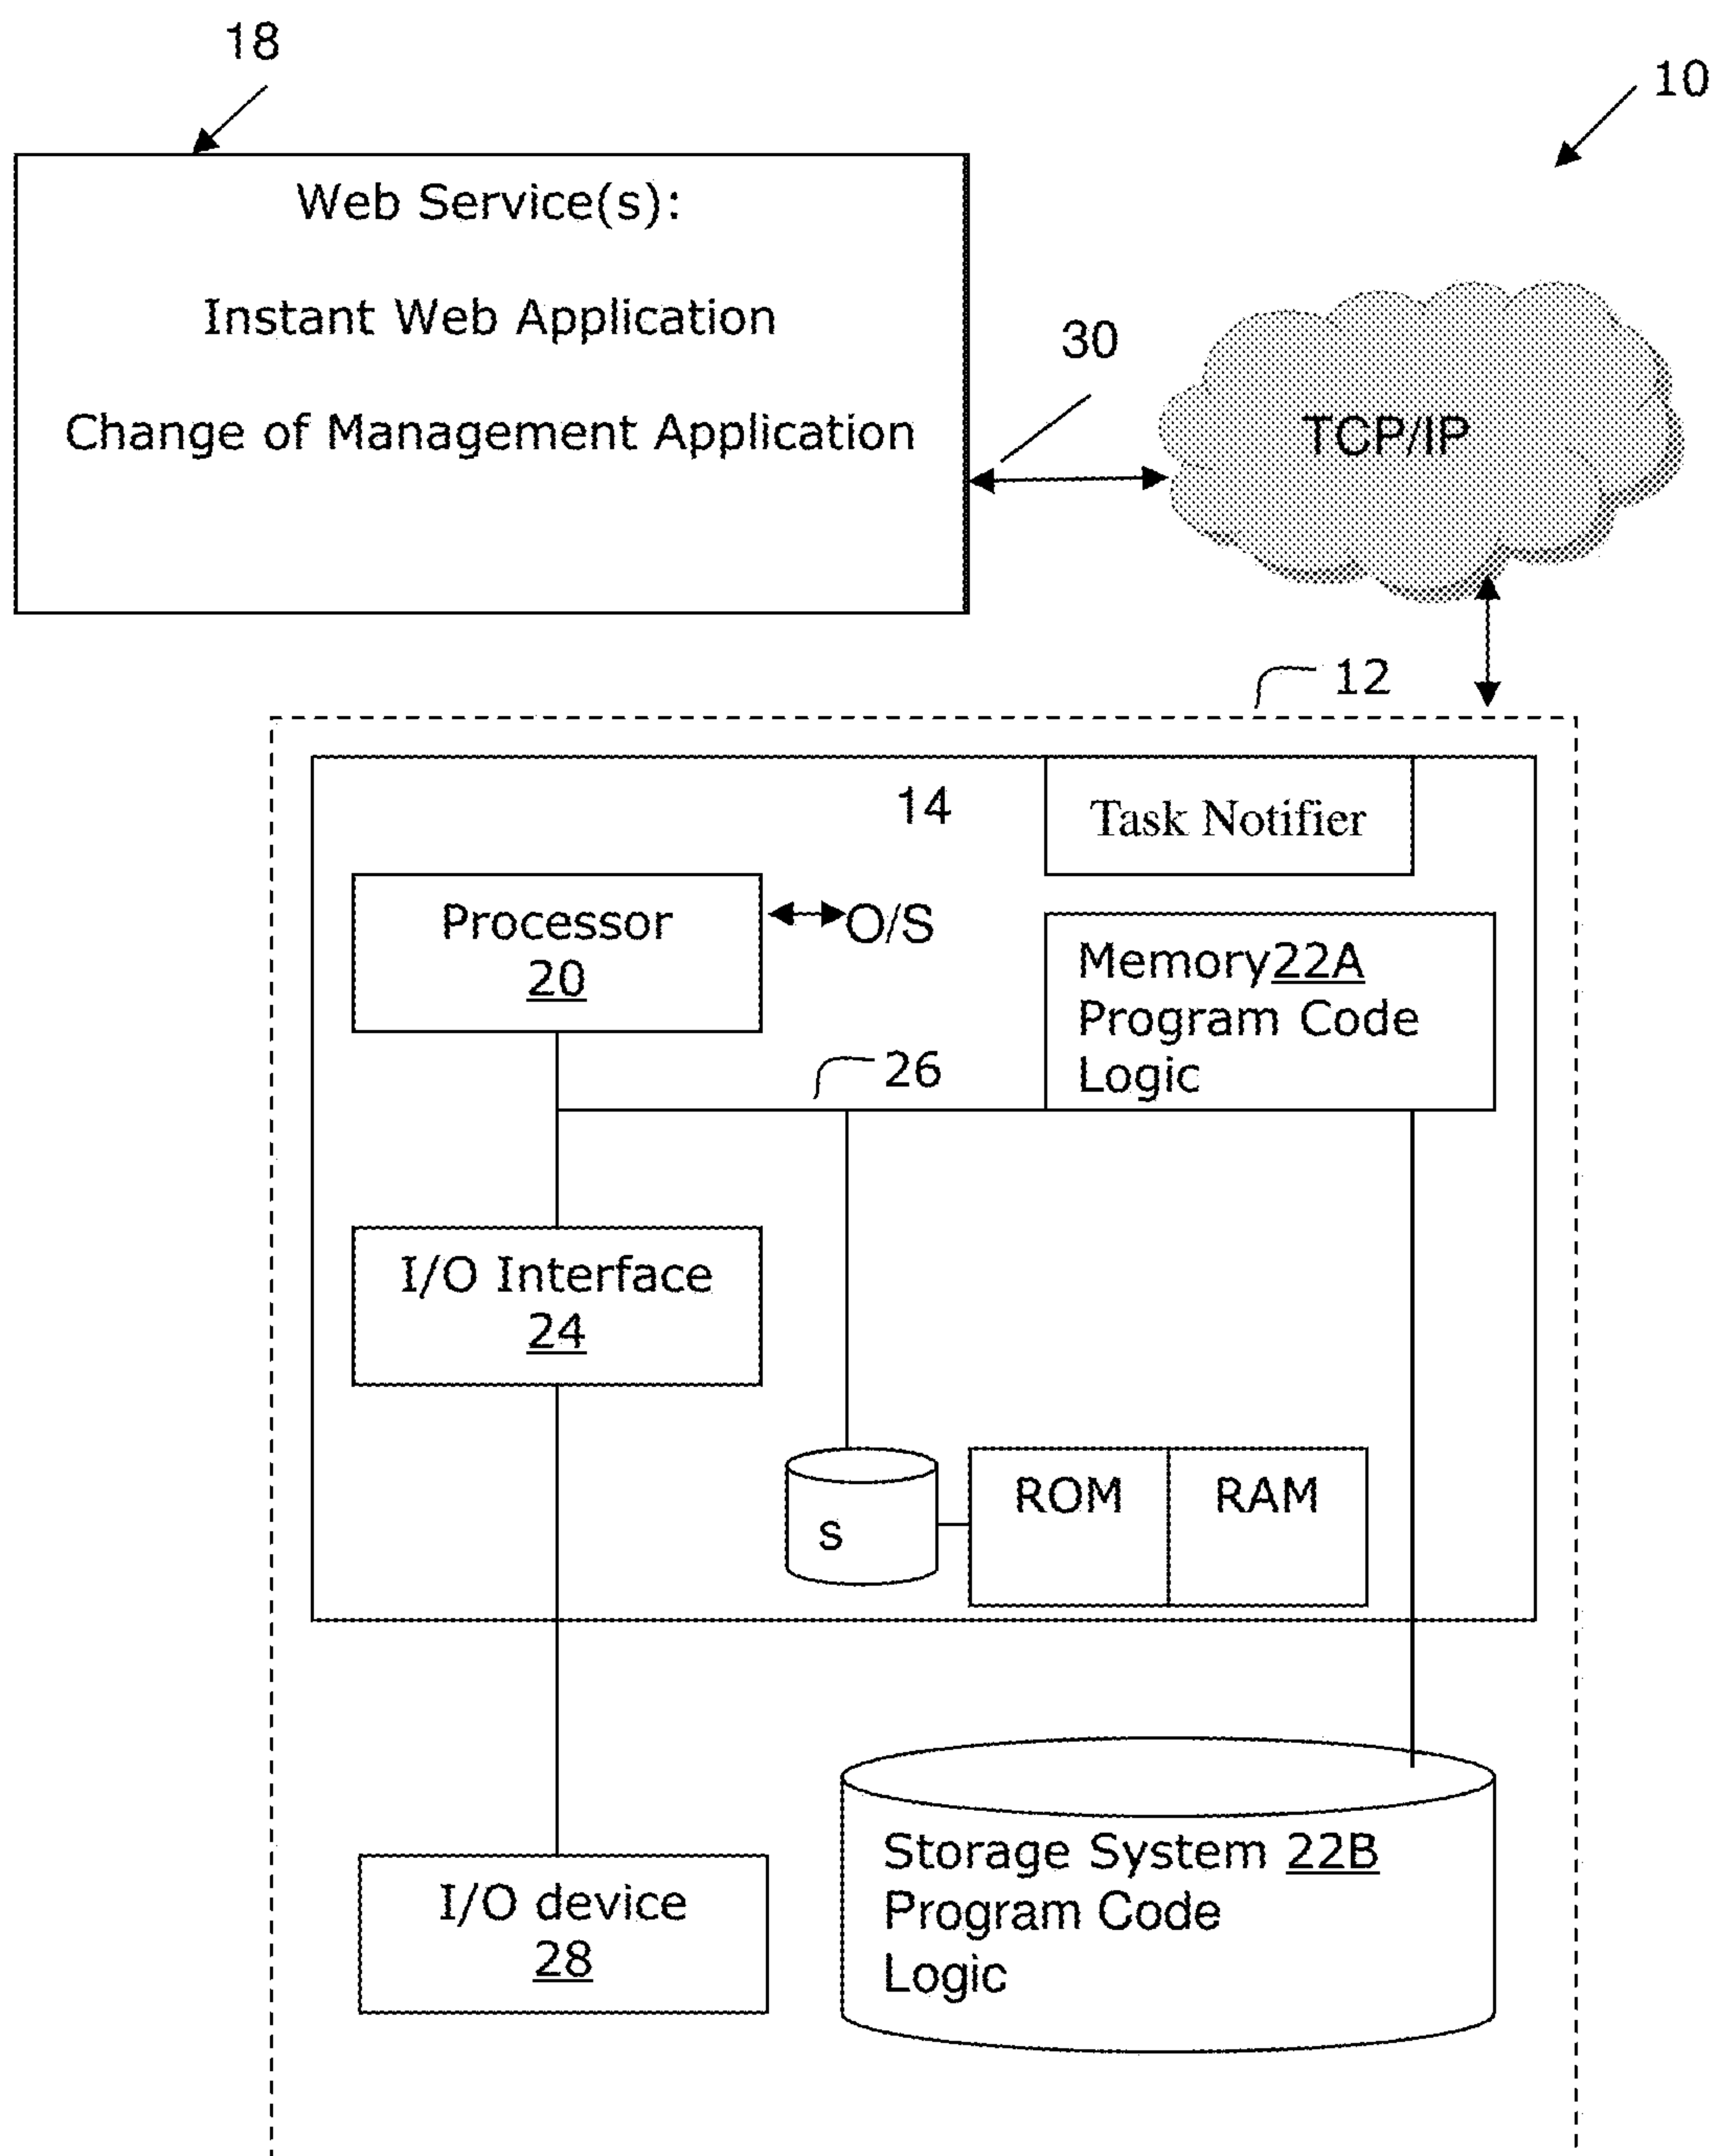 18
10
Web Service(s):
Instant Web Application
Change of Management Application
30
TCP/IP
12
14
Task Notifier
Processor
20
O/S
Memory22A
Program Code
Logic
26
I/O Interface
24
S
ROM
RAM
Storage System 22B
Program Code
Logic
I/O device
28